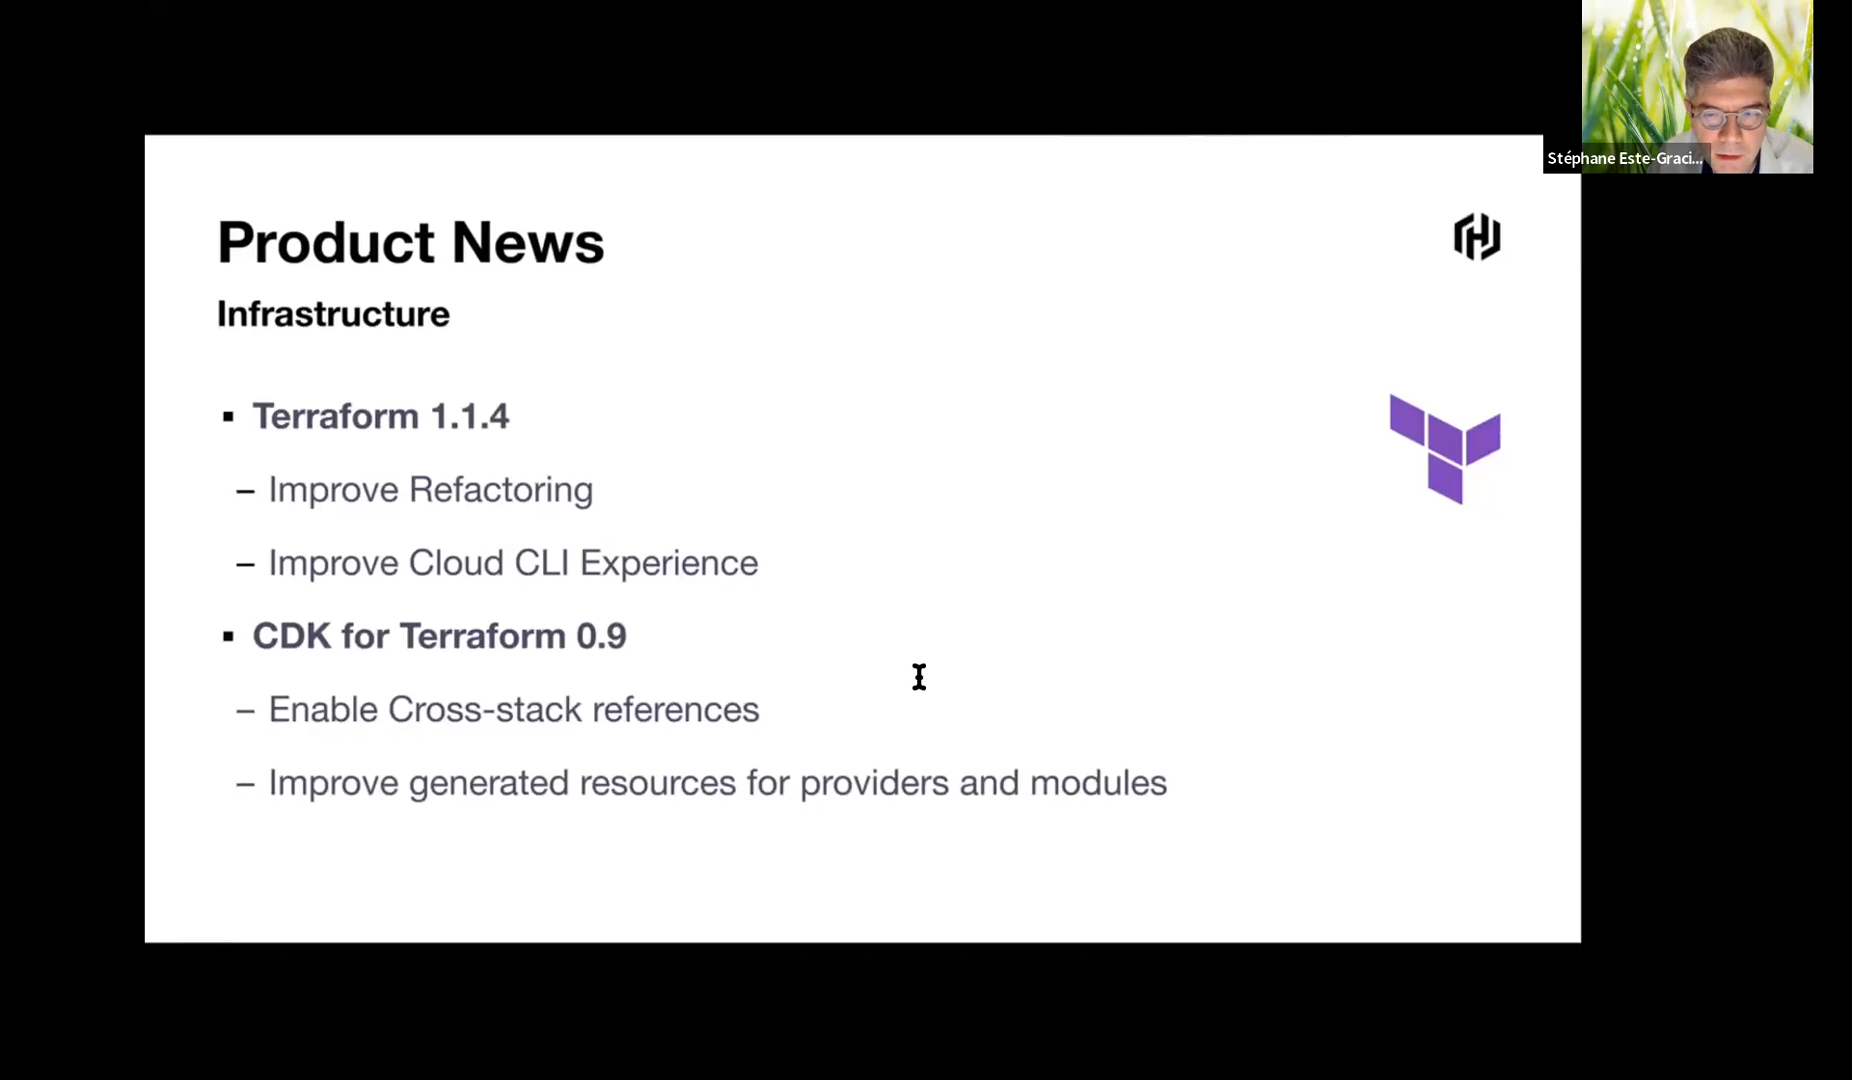 Stéphane Este-Graci...
Product News
Infrastructure
▪ Terraform 1.1.4
– Improve Refactoring
– Improve Cloud CLI Experience
▪ CDK for Terraform 0.9
– Enable Cross-stack references
– Improve generated resources for providers and modules